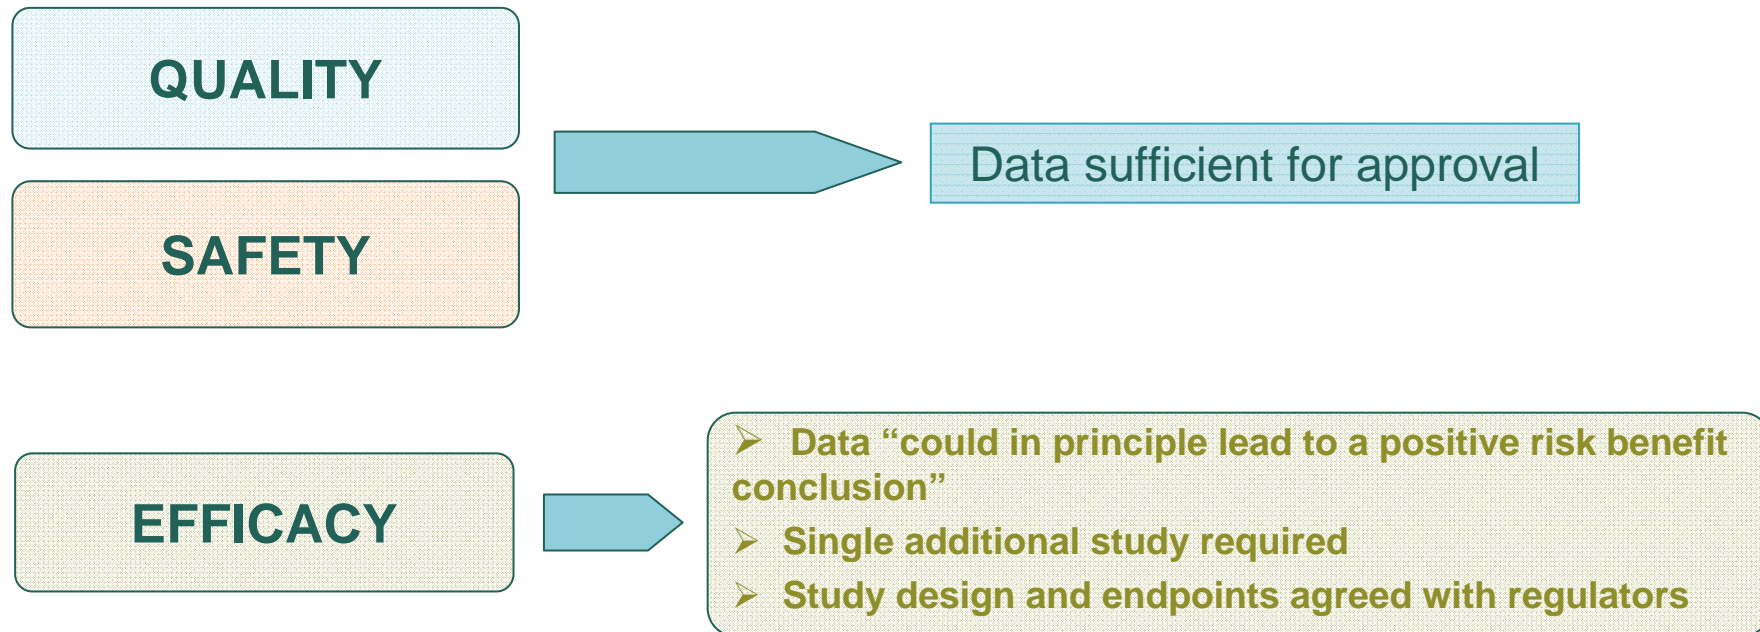 QUALITY
Data sufficient for approval
SAFETY
EFFICACY
➢ Data “could in principle lead to a positive risk benefit
conclusion”
➢ Single additional study required
➢ Study design and endpoints agreed with regulators